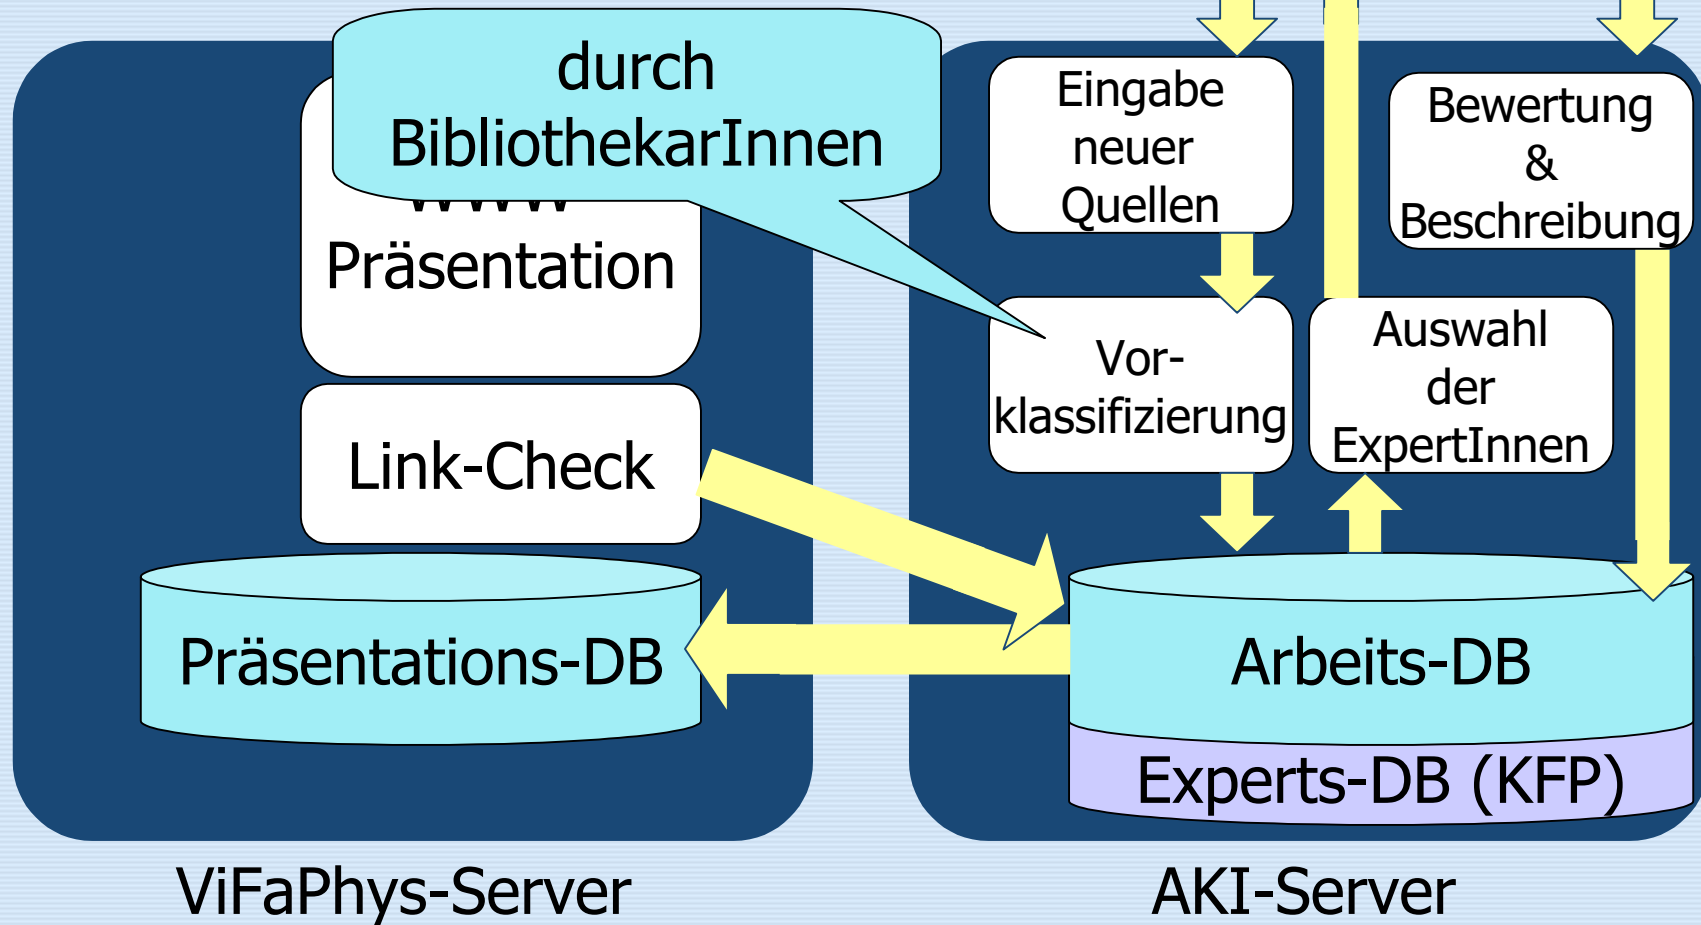 durch
BibliothekarInnen
Präsentation
Link-Check
Präsentations-DB
ViFaPhys-Server
Eingabe
neuer
Quellen
Bewertung
&
Beschreibung
Vor-
klassifizierung
Auswahl
der
ExpertInnen
Arbeits-DB
Experts-DB (KFP)
AKI-Server